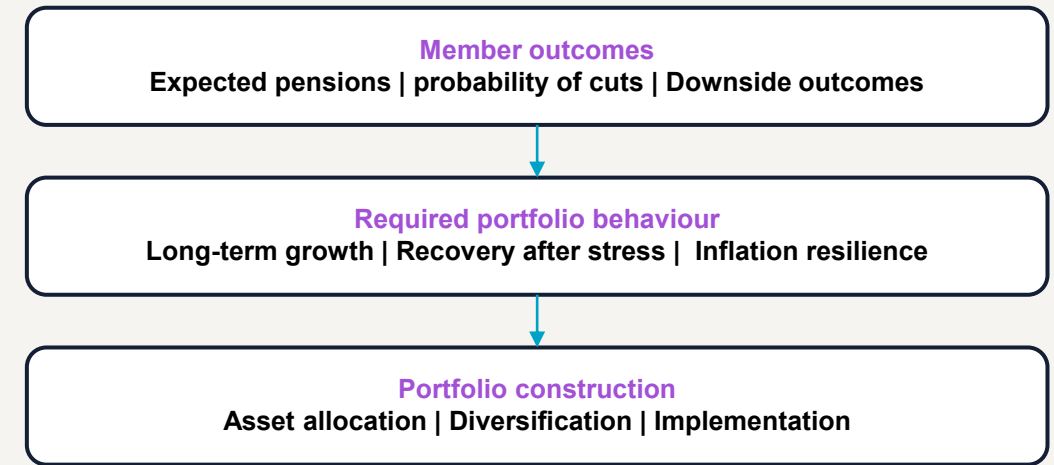 Member outcomes
Expected pensions | probability of cuts | Downside outcomes
Required portfolio behaviour
Long-term growth | Recovery after stress | Inflation resilience
Portfolio construction
Asset allocation | Diversification | Implementation